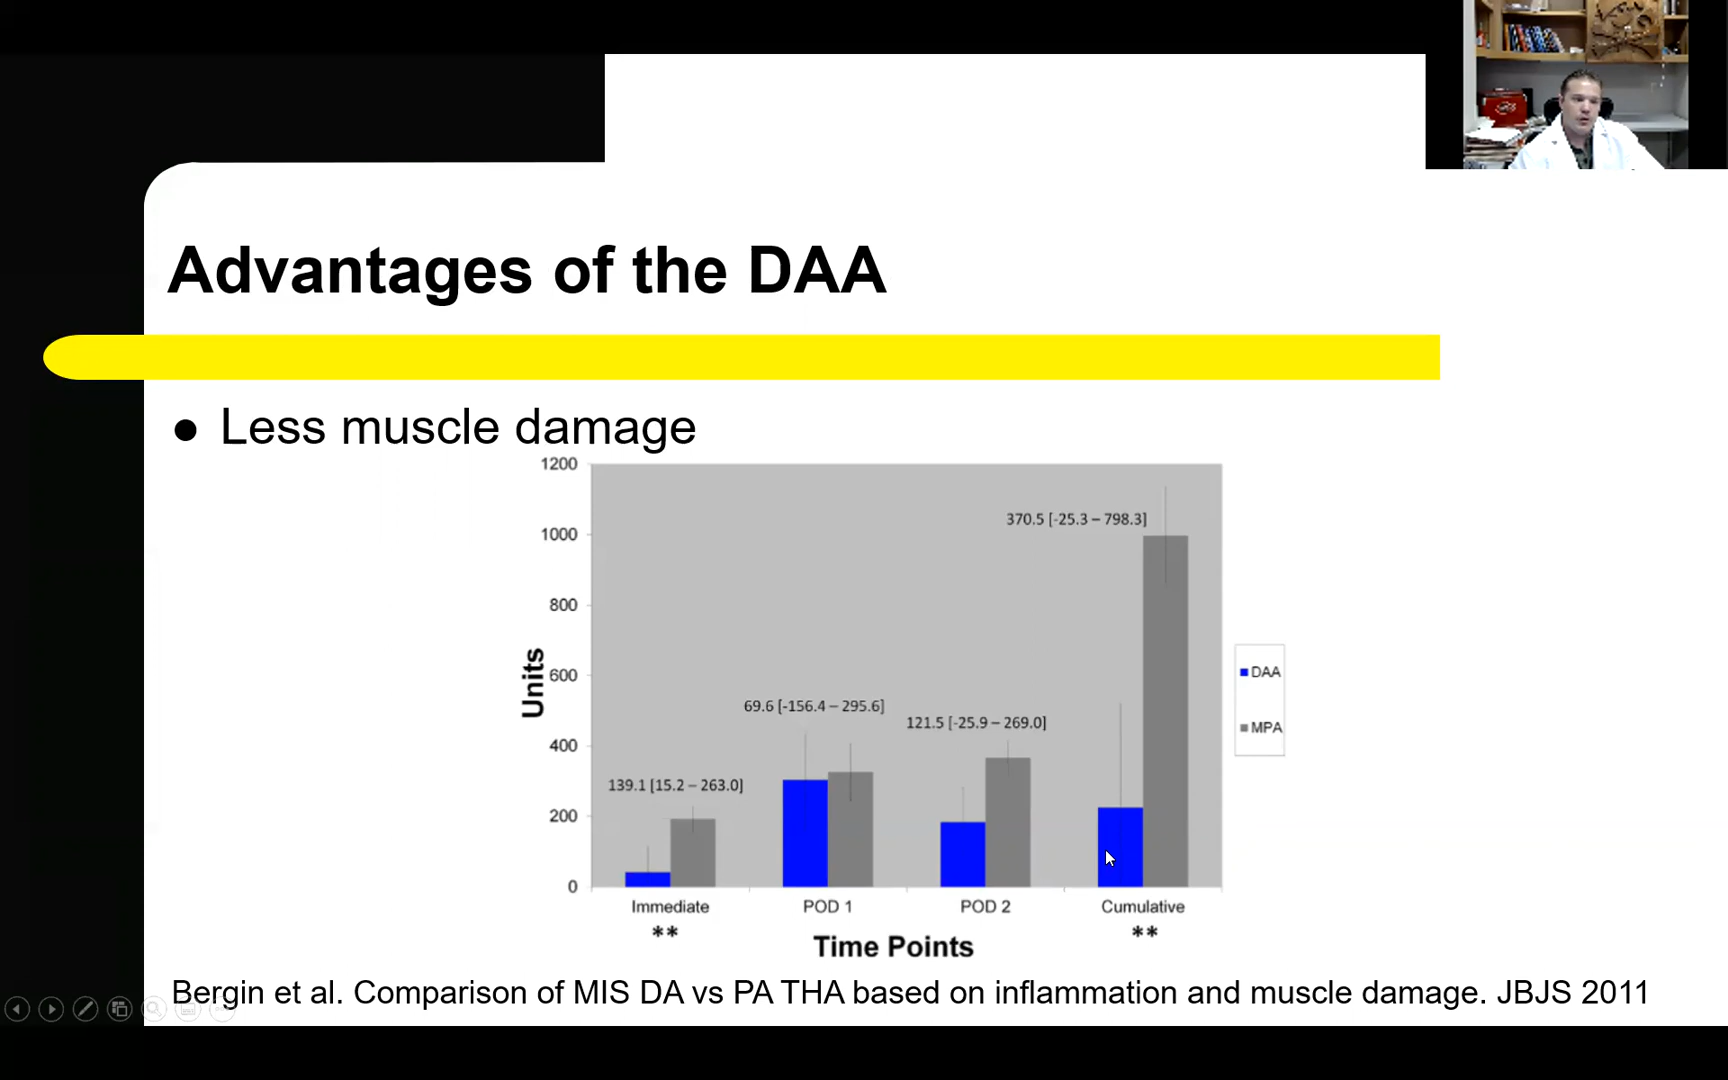 Advantages of the DAA
● Less muscle damage
1200
1000
800
600
400
200
0
Units
370.5 [-25.3 – 798.3]
69.6 [-156.4 – 295.6]
121.5 [-25.9 – 269.0]
139.1 [15.2 – 263.0]
DAA
MPA
Immediate POD 1 POD 2 Cumulative
** **
Time Points
Bergin et al. Comparison of MIS DA vs PA THA based on inflammation and muscle damage. JBJS 2011